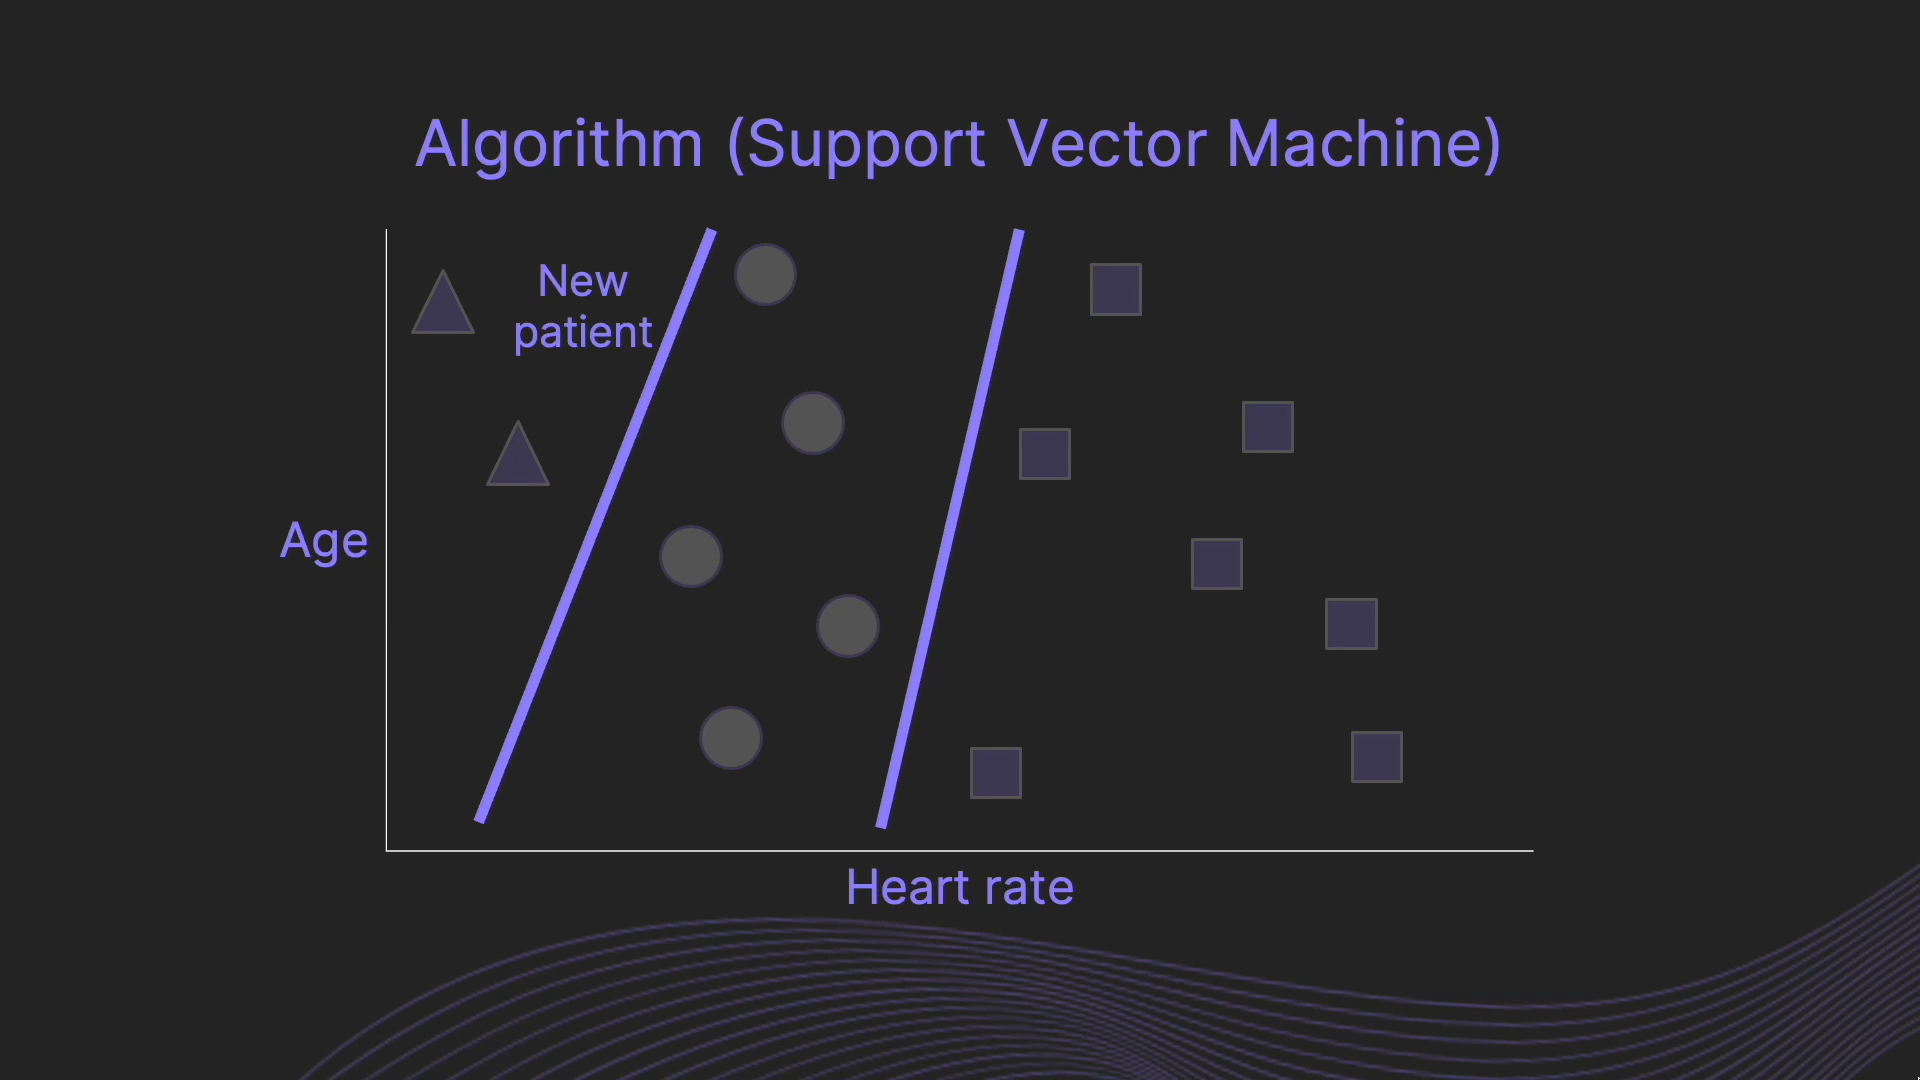 Algorithm (Support Vector Machine)
New
patient
Age
Heart rate